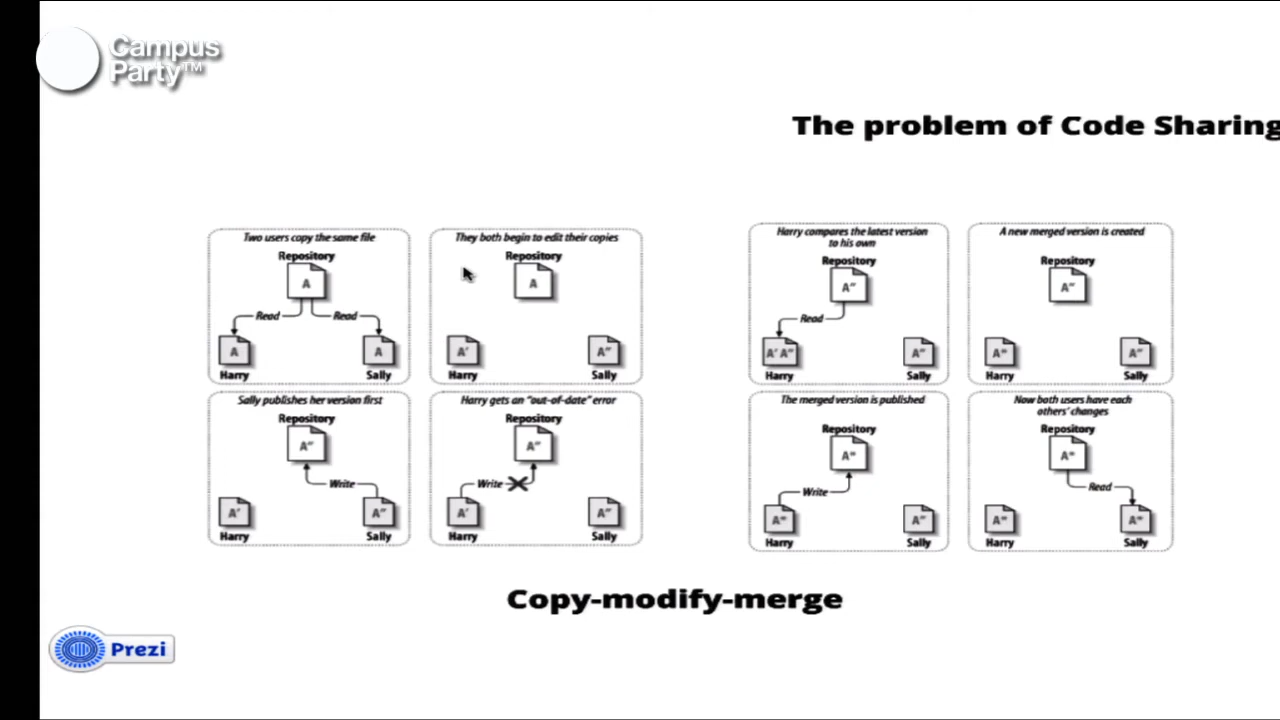 Campus
Party™
The problem of Code Sharing
Two users copy the same file
Repository
A
Read Read
A A
Harry Sally
They both begin to edit their copies
Repository
A
A' A"
Harry Sally
Sally publishes her version first
Repository
A"
Write
A' A"
Harry Sally
Harry gets an "out-of-date" error
Repository
A"
Write
A' A"
Harry Sally
Harry compares the latest version
to his own
Repository
A"
Read
A' A" A"
Harry Sally
A new merged version is created
Repository
A"
A* A"
Harry Sally
The merged version is published
Repository
A*
Write
A* A"
Harry Sally
Now both users have each
others' changes
Repository
A*
Read
A* A*
Harry Sally
Copy-modify-merge
Prezi